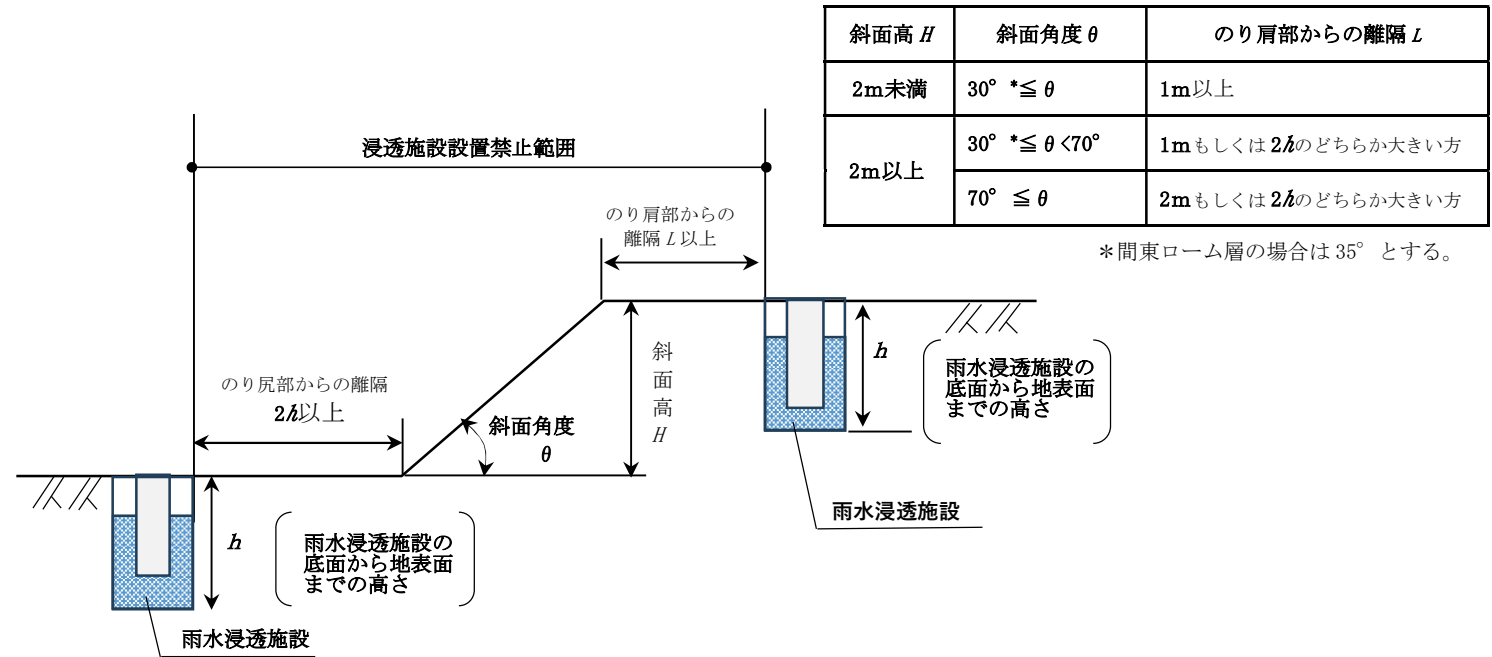 斜面高 H 斜面角度 θ のり肩部からの離隔 L
2m未満 30° *≦ θ 1m以上
2m以上 30° *≦ θ <70° 1mもしくは 2hのどちらか大きい方
70° ≦ θ 2mもしくは 2hのどちらか大きい方
＊間東ローム層の場合は 35° とする。
浸透施設設置禁止範囲
のり肩部からの
離隔 L 以上
斜
面
高
H
h
雨水浸透施設の
底面から地表面
までの高さ
のり尻部からの離隔
2h以上
斜面角度
θ
雨水浸透施設
h
雨水浸透施設の
底面から地表面
までの高さ
雨水浸透施設